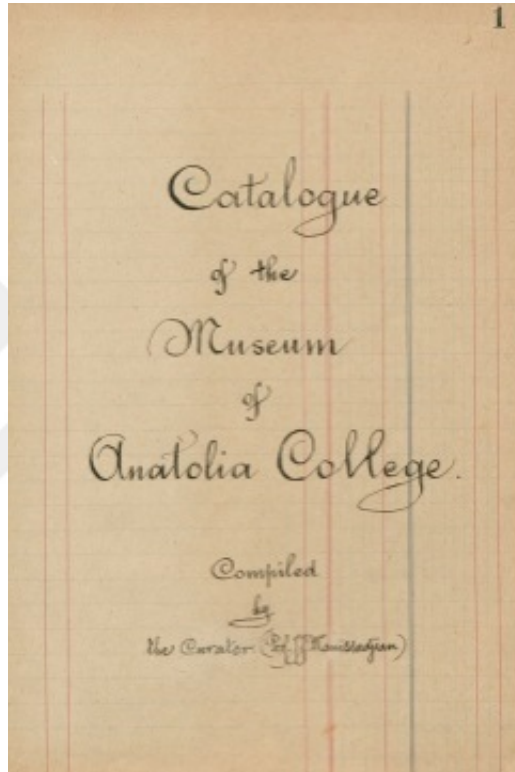 1
Catalogue
of the
Museum
of
Anatolia College.
Compiled
by
the Curator (Prof. J. J. Manissadjian)